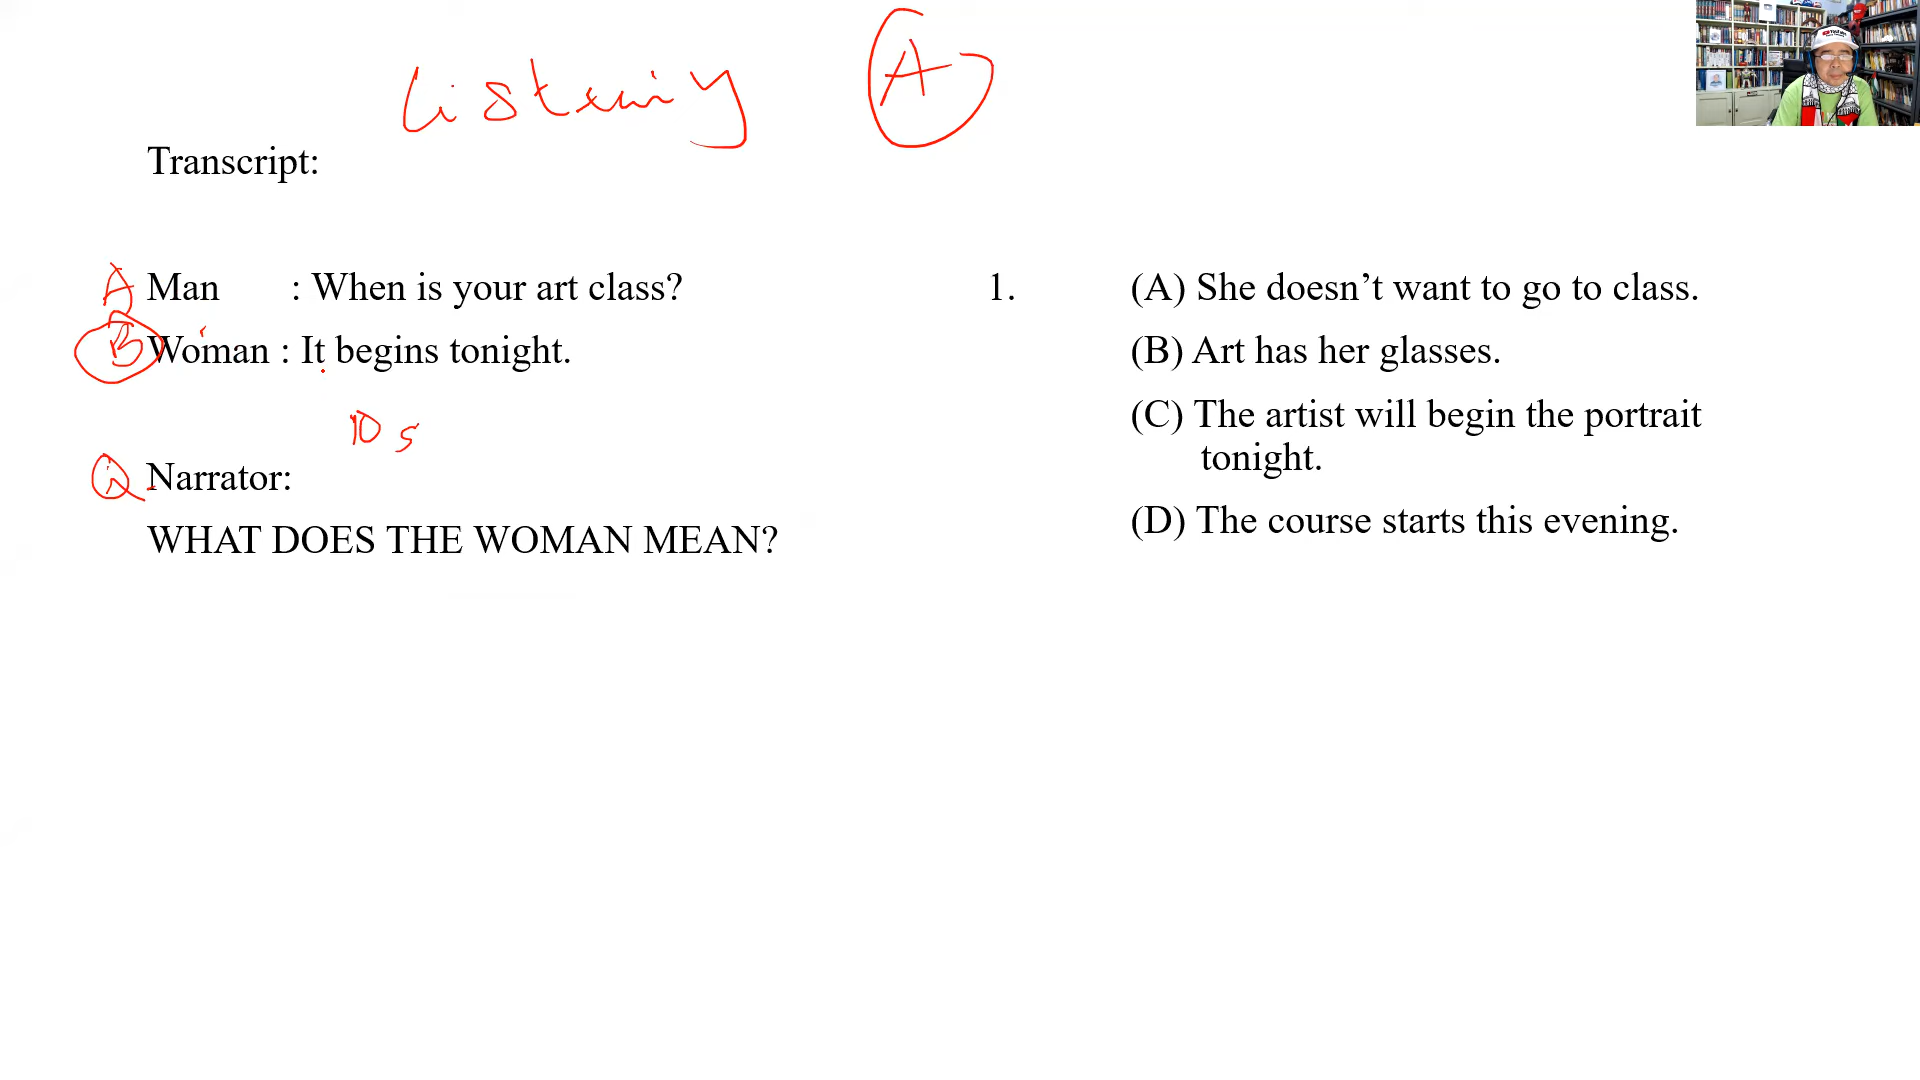 Listening A
Transcript:
A Man : When is your art class?
B Woman : It begins tonight.
10 s
Q Narrator:
WHAT DOES THE WOMAN MEAN?
1. (A) She doesn’t want to go to class.
(B) Art has her glasses.
(C) The artist will begin the portrait
tonight.
(D) The course starts this evening.